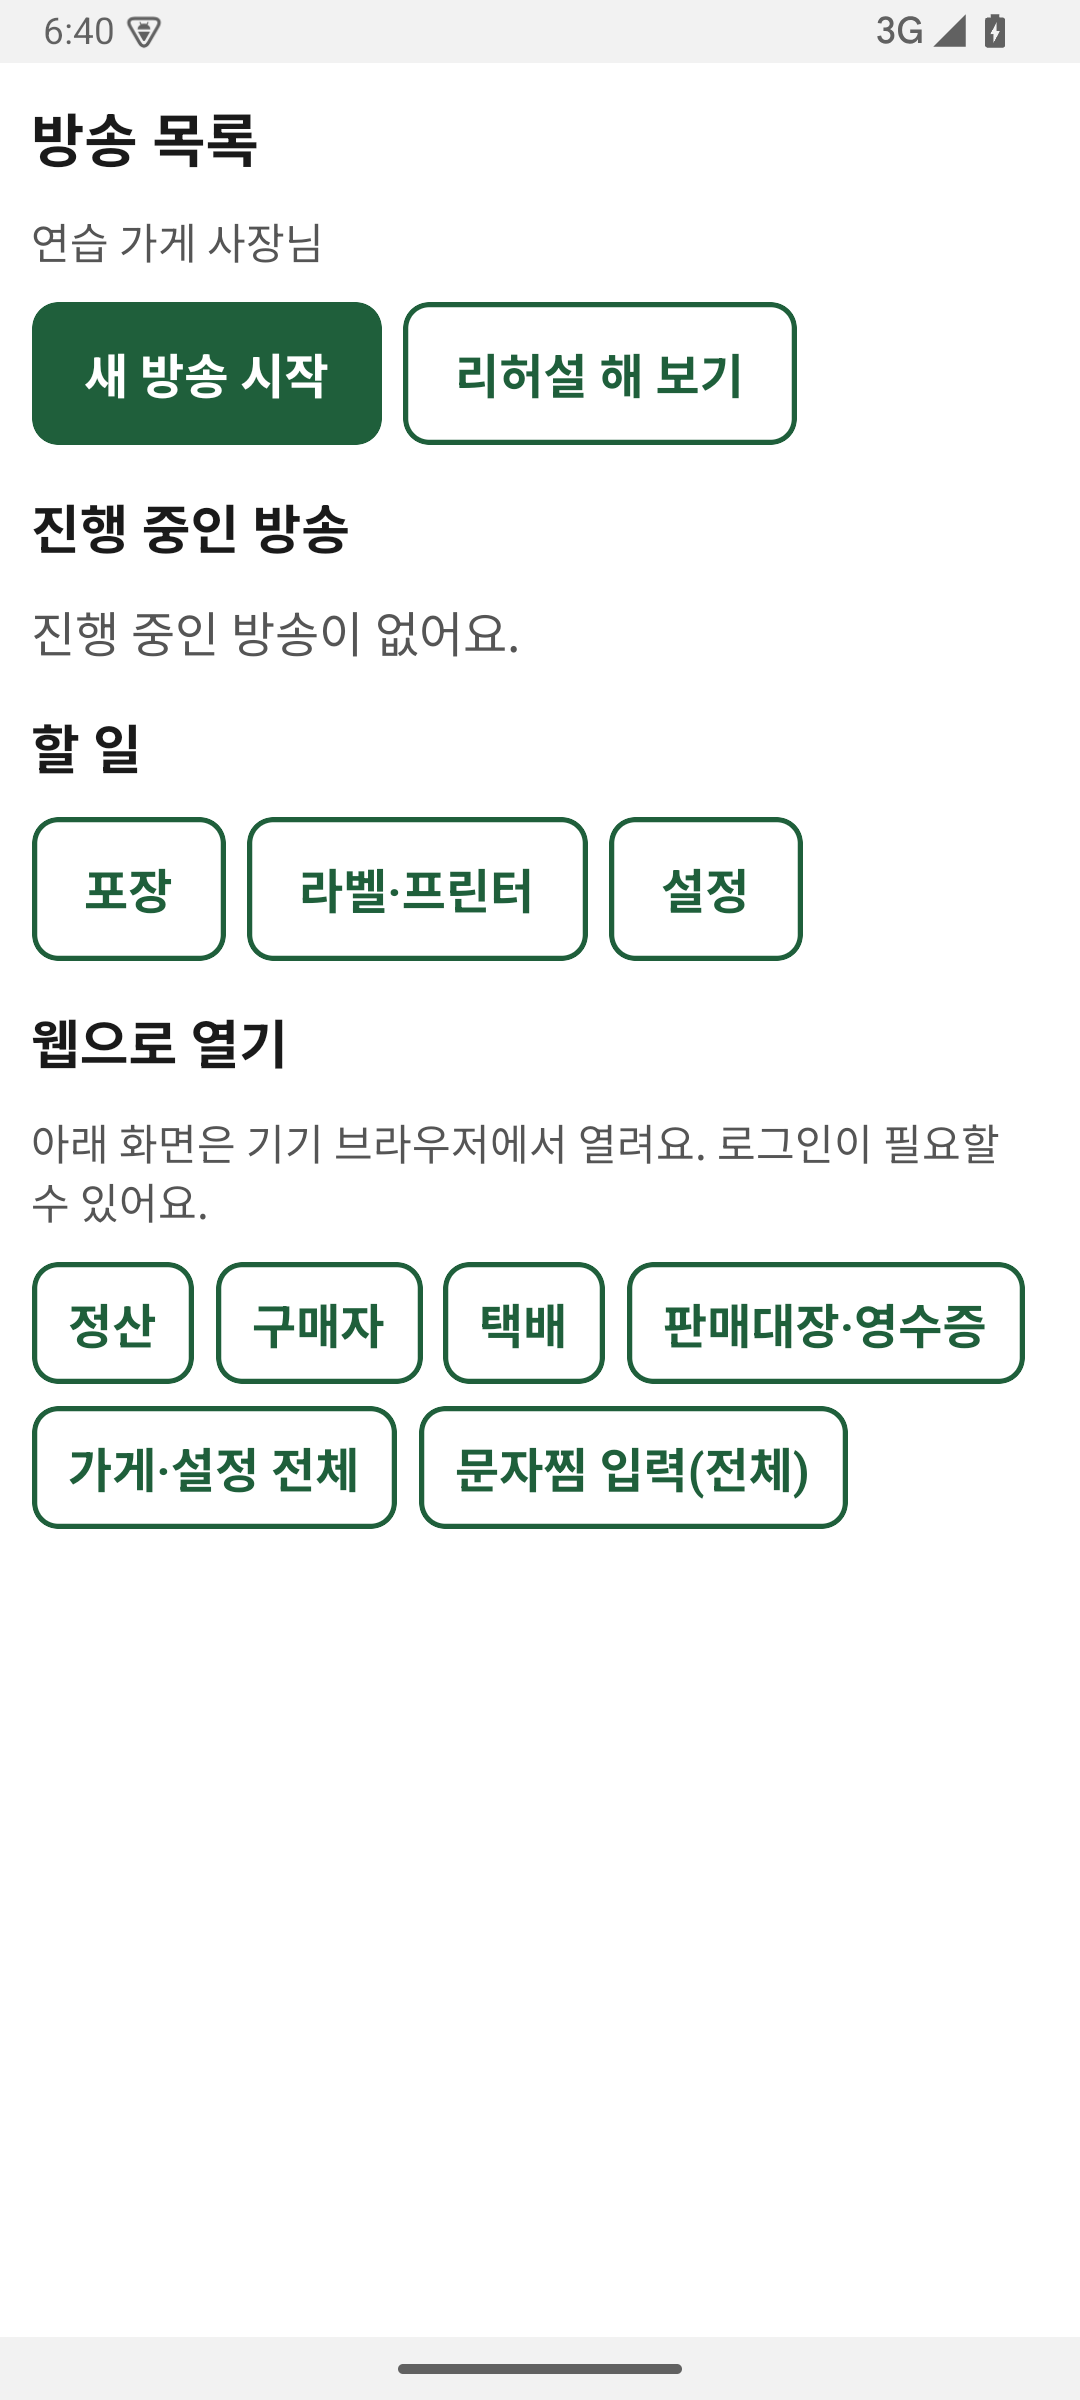 6:40
3G
방송 목록
연습 가게 사장님
새 방송 시작
리허설 해 보기
진행 중인 방송
진행 중인 방송이 없어요.
할 일
포장
라벨·프린터
설정
웹으로 열기
아래 화면은 기기 브라우저에서 열려요. 로그인이 필요할
수 있어요.
정산
구매자
택배
판매대장·영수증
가게·설정 전체
문자찜 입력(전체)